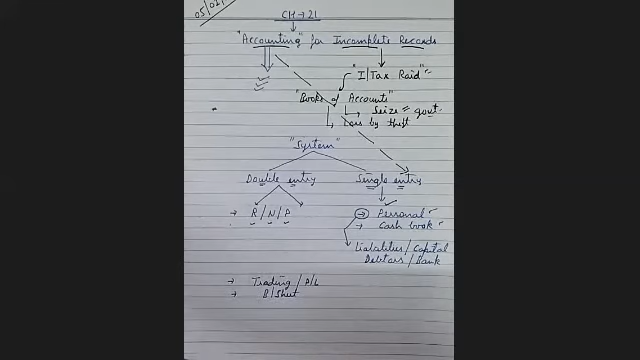 05/02/
CH → 21
"Accounting" for Incomplete Records
"I/Tax Raid"
"Books of Accounts"
Seize = govt.
Loss by theft
"System"
Double entry Single entry
→ R / N / P → Personal
→ Cash book
Liabilities / Capital
Debtors / Bank
→ Trading / P/L
→ B/Sheet